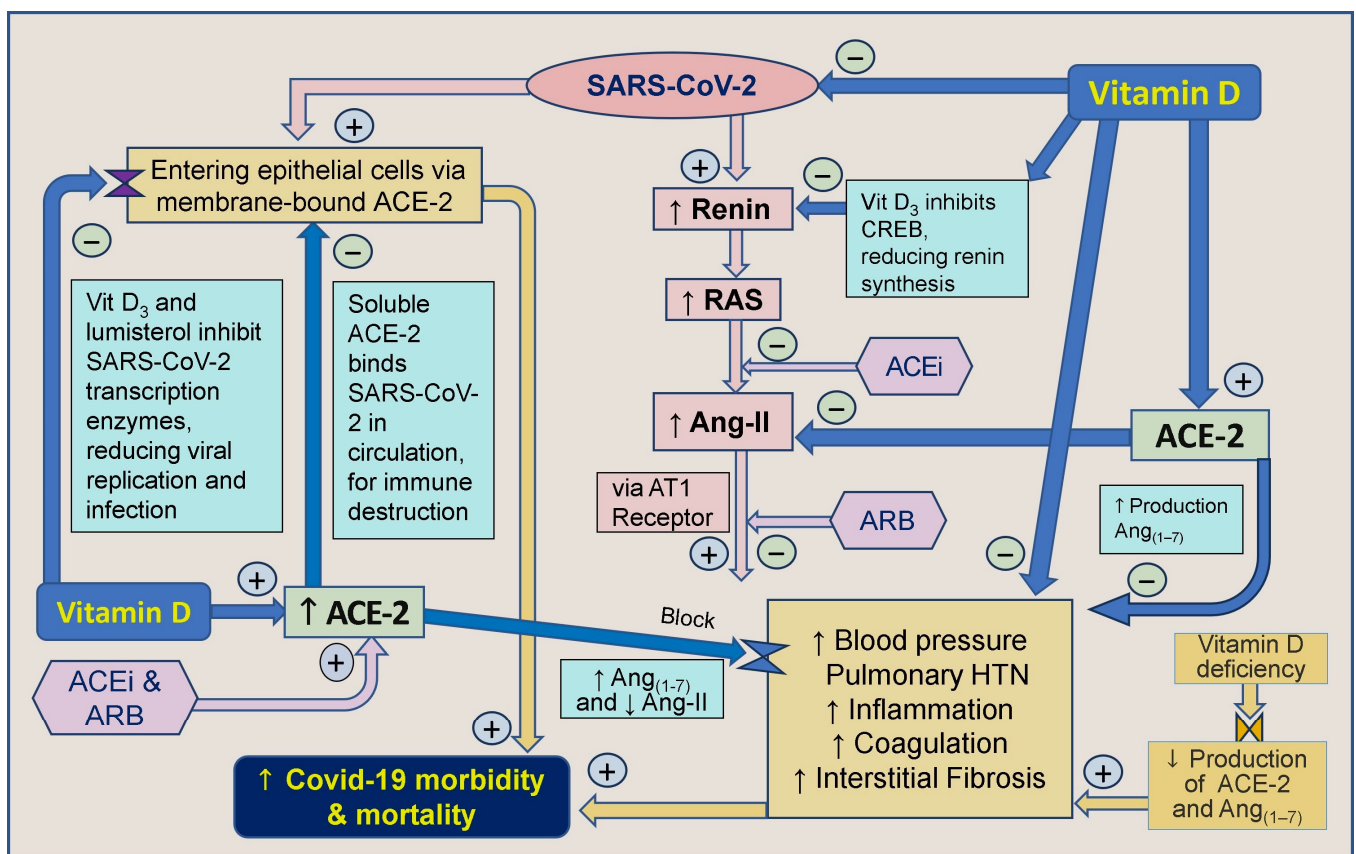 SARS-CoV-2
−
Vitamin D
+
Entering epithelial cells via
membrane-bound ACE-2
−
−
+
↑ Renin
−
Vit D₃ inhibits
CREB,
reducing renin
synthesis
↑ RAS
−
ACEi
↑ Ang-II
−
+
ACE-2
Vit D₃ and
lumisterol inhibit
SARS-CoV-2
transcription
enzymes,
reducing viral
replication and
infection
Soluble
ACE-2
binds
SARS-CoV-
2 in
circulation,
for immune
destruction
via AT1
Receptor
ARB
+
−
−
↑ Production
Ang₍₁₋₇₎
−
Vitamin D
+
↑ ACE-2
+
ACEi &
ARB
Block
↑ Ang₍₁₋₇₎
and ↓ Ang-II
↑ Blood pressure
Pulmonary HTN
↑ Inflammation
↑ Coagulation
↑ Interstitial Fibrosis
Vitamin D
deficiency
↓ Production
of ACE-2
and Ang₍₁₋₇₎
+
+
+
↑ Covid-19 morbidity
& mortality